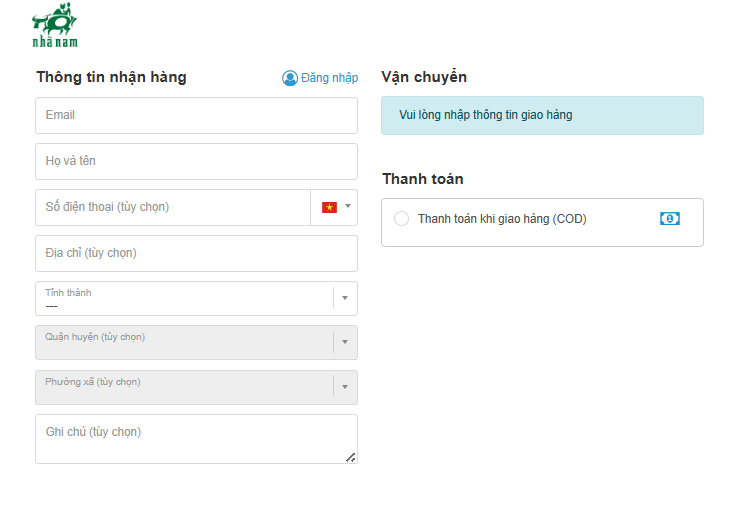 nhã nam
Thông tin nhận hàng
Đăng nhập
Email
Họ và tên
Số điện thoại (tùy chọn)
Địa chỉ (tùy chọn)
Tỉnh thành
---
Quận huyện (tùy chọn)
Phường xã (tùy chọn)
Ghi chú (tùy chọn)
Vận chuyển
Vui lòng nhập thông tin giao hàng
Thanh toán
Thanh toán khi giao hàng (COD)